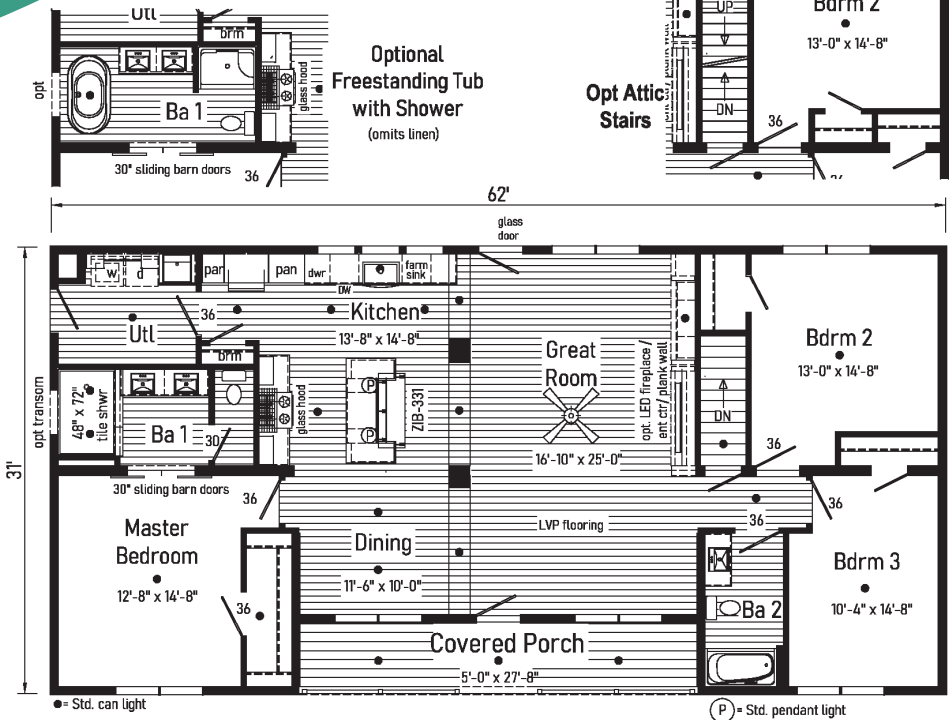 Utl
brm
opt
Ba 1
glass hood
Optional
Freestanding Tub
with Shower
(omits linen)
30" sliding barn doors
36
Opt Attic
Stairs
UP
DN
Bdrm 2
13'-0" x 14'-8"
36
62'
31'
glass
door
w
d
par
pan
dwr
DW
farm
sink
Kitchen
13'-8" x 14'-8"
Utl
36
brm
opt transom
48" x 72"
tile shwr
Ba 1
30
glass hood
P
P
ZIB-331
Great
Room
16'-10" x 25'-0"
opt. LED fireplace /
ent ctr/ plank wall
DN
Bdrm 2
13'-0" x 14'-8"
36
30" sliding barn doors
36
Master
Bedroom
12'-8" x 14'-8"
36
Dining
11'-6" x 10'-0"
LVP flooring
36
36
Bdrm 3
10'-4" x 14'-8"
Ba 2
Covered Porch
5'-0" x 27'-8"
= Std. can light
P = Std. pendant light